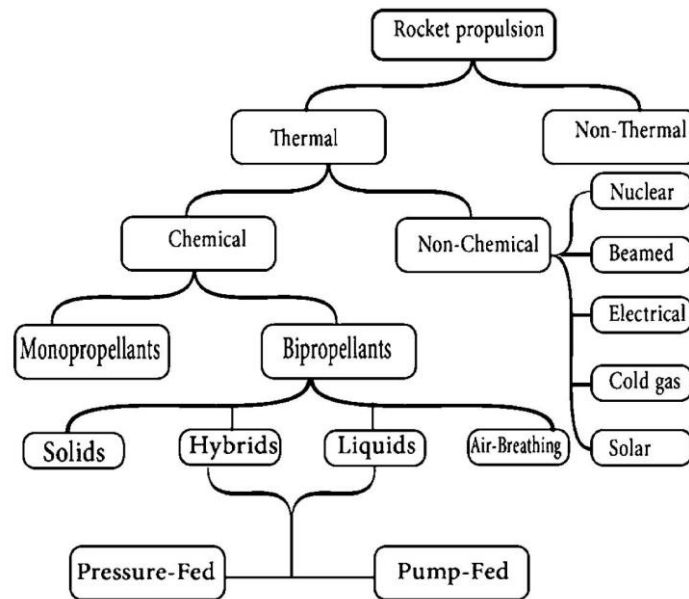 Rocket propulsion
Thermal
Non-Thermal
Chemical
Non-Chemical
Nuclear
Beamed
Electrical
Cold gas
Solar
Monopropellants
Bipropellants
Solids
Hybrids
Liquids
Air-Breathing
Pressure-Fed
Pump-Fed